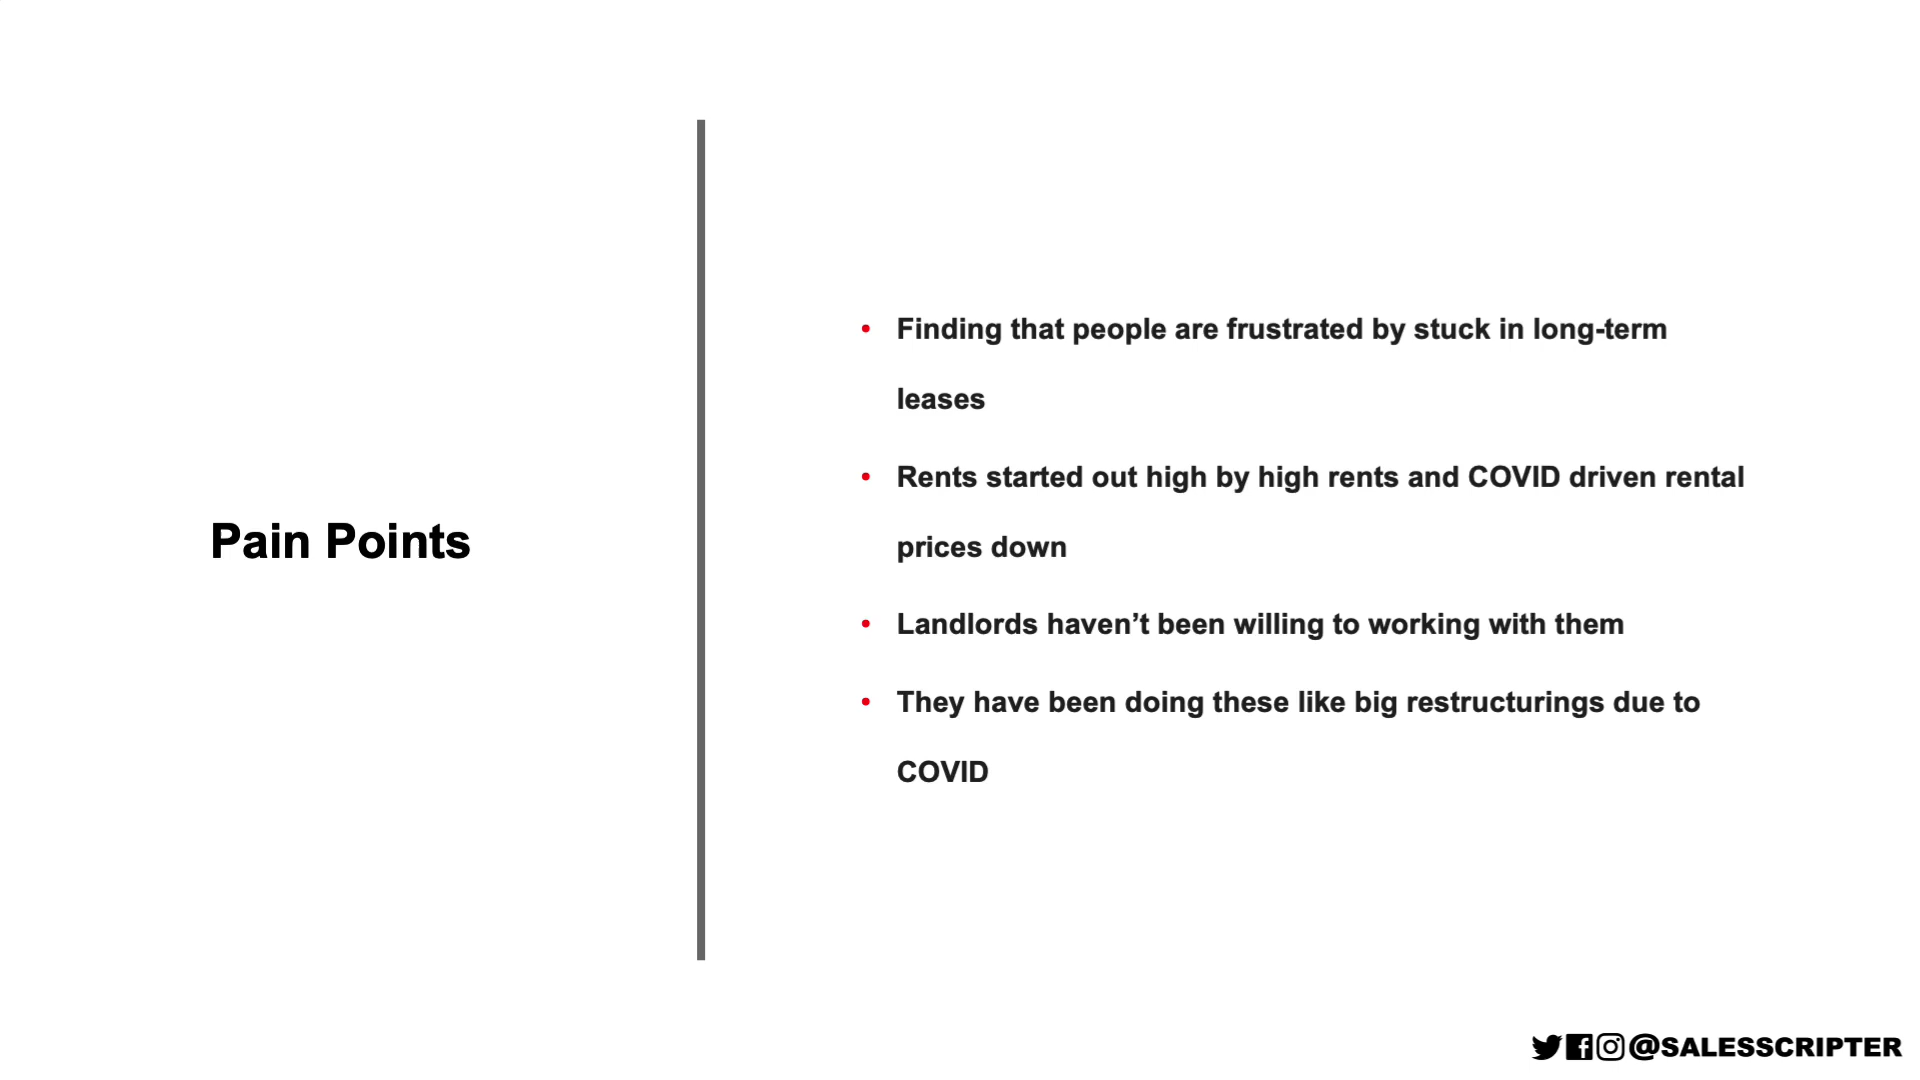 Pain Points
• Finding that people are frustrated by stuck in long-term
leases
• Rents started out high by high rents and COVID driven rental
prices down
• Landlords haven’t been willing to working with them
• They have been doing these like big restructurings due to
COVID
@SALESSCRIPTER